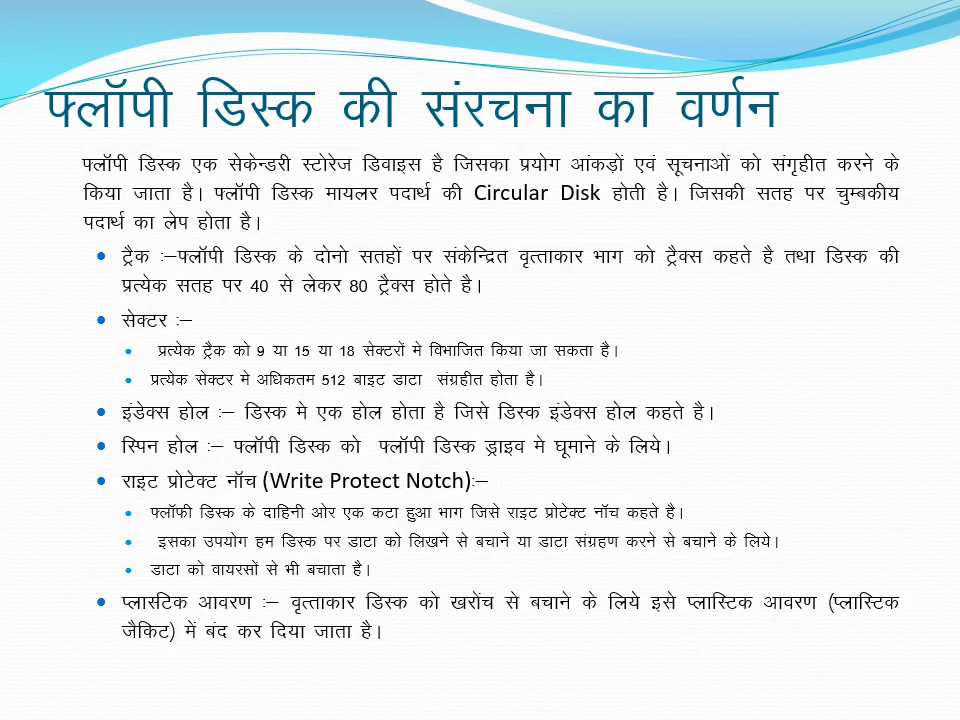 फ्लॉपी डिस्क की संरचना का वर्णन
फ्लॉपी डिस्क एक सेकेन्डरी स्टोरेज डिवाइस है जिसका प्रयोग आंकड़ों एवं सूचनाओं को संगृहीत करने के
किया जाता है। फ्लॉपी डिस्क मायलर पदार्थ की Circular Disk होती है। जिसकी सतह पर चुम्बकीय
पदार्थ का लेप होता है।
• ट्रैक :–फ्लॉपी डिस्क के दोनो सतहों पर संकेन्द्रित वृत्ताकार भाग को ट्रैक्स कहते है तथा डिस्क की
प्रत्येक सतह पर 40 से लेकर 80 ट्रैक्स होते है।
• सेक्टर :–
• प्रत्येक ट्रैक को 9 या 15 या 18 सेक्टरों मे विभाजित किया जा सकता है।
• प्रत्येक सेक्टर मे अधिकतम 512 बाइट डाटा संग्रहीत होता है।
• इंडेक्स होल :– डिस्क मे एक होल होता है जिसे डिस्क इंडेक्स होल कहते है।
• स्पिन होल :– फ्लॉपी डिस्क को फ्लॉपी डिस्क ड्राइव मे घूमाने के लिये।
• राइट प्रोटेक्ट नॉच (Write Protect Notch):–
• फ्लॉफी डिस्क के दाहिनी ओर एक कटा हुआ भाग जिसे राइट प्रोटेक्ट नॉच कहते है।
• इसका उपयोग हम डिस्क पर डाटा को लिखने से बचाने या डाटा संग्रहण करने से बचाने के लिये।
• डाटा को वायरसों से भी बचाता है।
• प्लास्टिक आवरण :– वृत्ताकार डिस्क को खरोंच से बचाने के लिये इसे प्लास्टिक आवरण (प्लास्टिक
जैकिट) में बंद कर दिया जाता है।